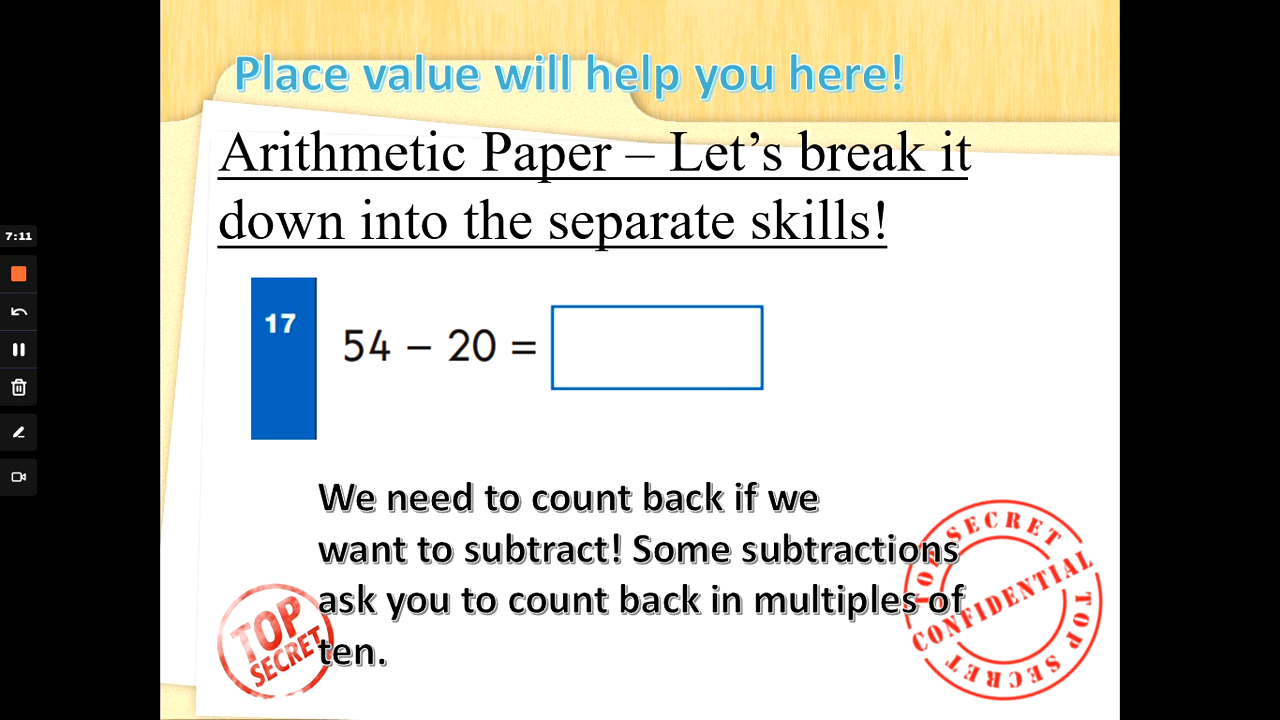 Place value will help you here!
Arithmetic Paper – Let’s break it
down into the separate skills!
7:11
17
54 – 20 =
We need to count back if we
want to subtract! Some subtractions
ask you to count back in multiples of
ten.
TOP
SECRET
TOP SECRET
CONFIDENTIAL
TOP SECRET